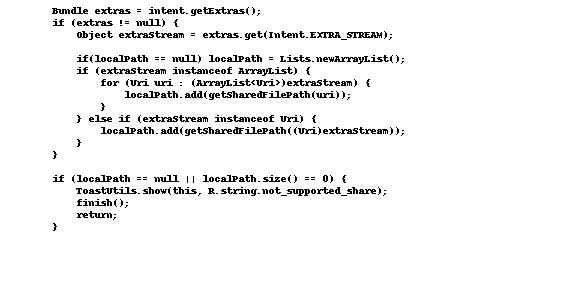 Bundle extras = intent.getExtras();
if (extras != null) {
    Object extraStream = extras.get(Intent.EXTRA_STREAM);

    if(localPath == null) localPath = Lists.newArrayList();
    if (extraStream instanceof ArrayList) {
        for (Uri uri : (ArrayList<Uri>)extraStream) {
            localPath.add(getSharedFilePath(uri));
        }
    } else if (extraStream instanceof Uri) {
        localPath.add(getSharedFilePath((Uri)extraStream));
    }
}

if (localPath == null || localPath.size() == 0) {
    ToastUtils.show(this, R.string.not_supported_share);
    finish();
    return;
}